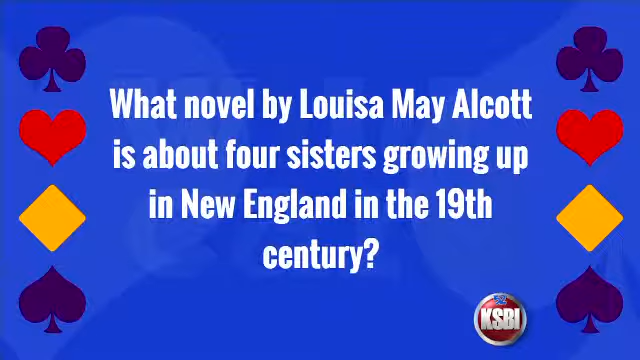 What novel by Louisa May Alcott
is about four sisters growing up
in New England in the 19th
century?
52
KSBI